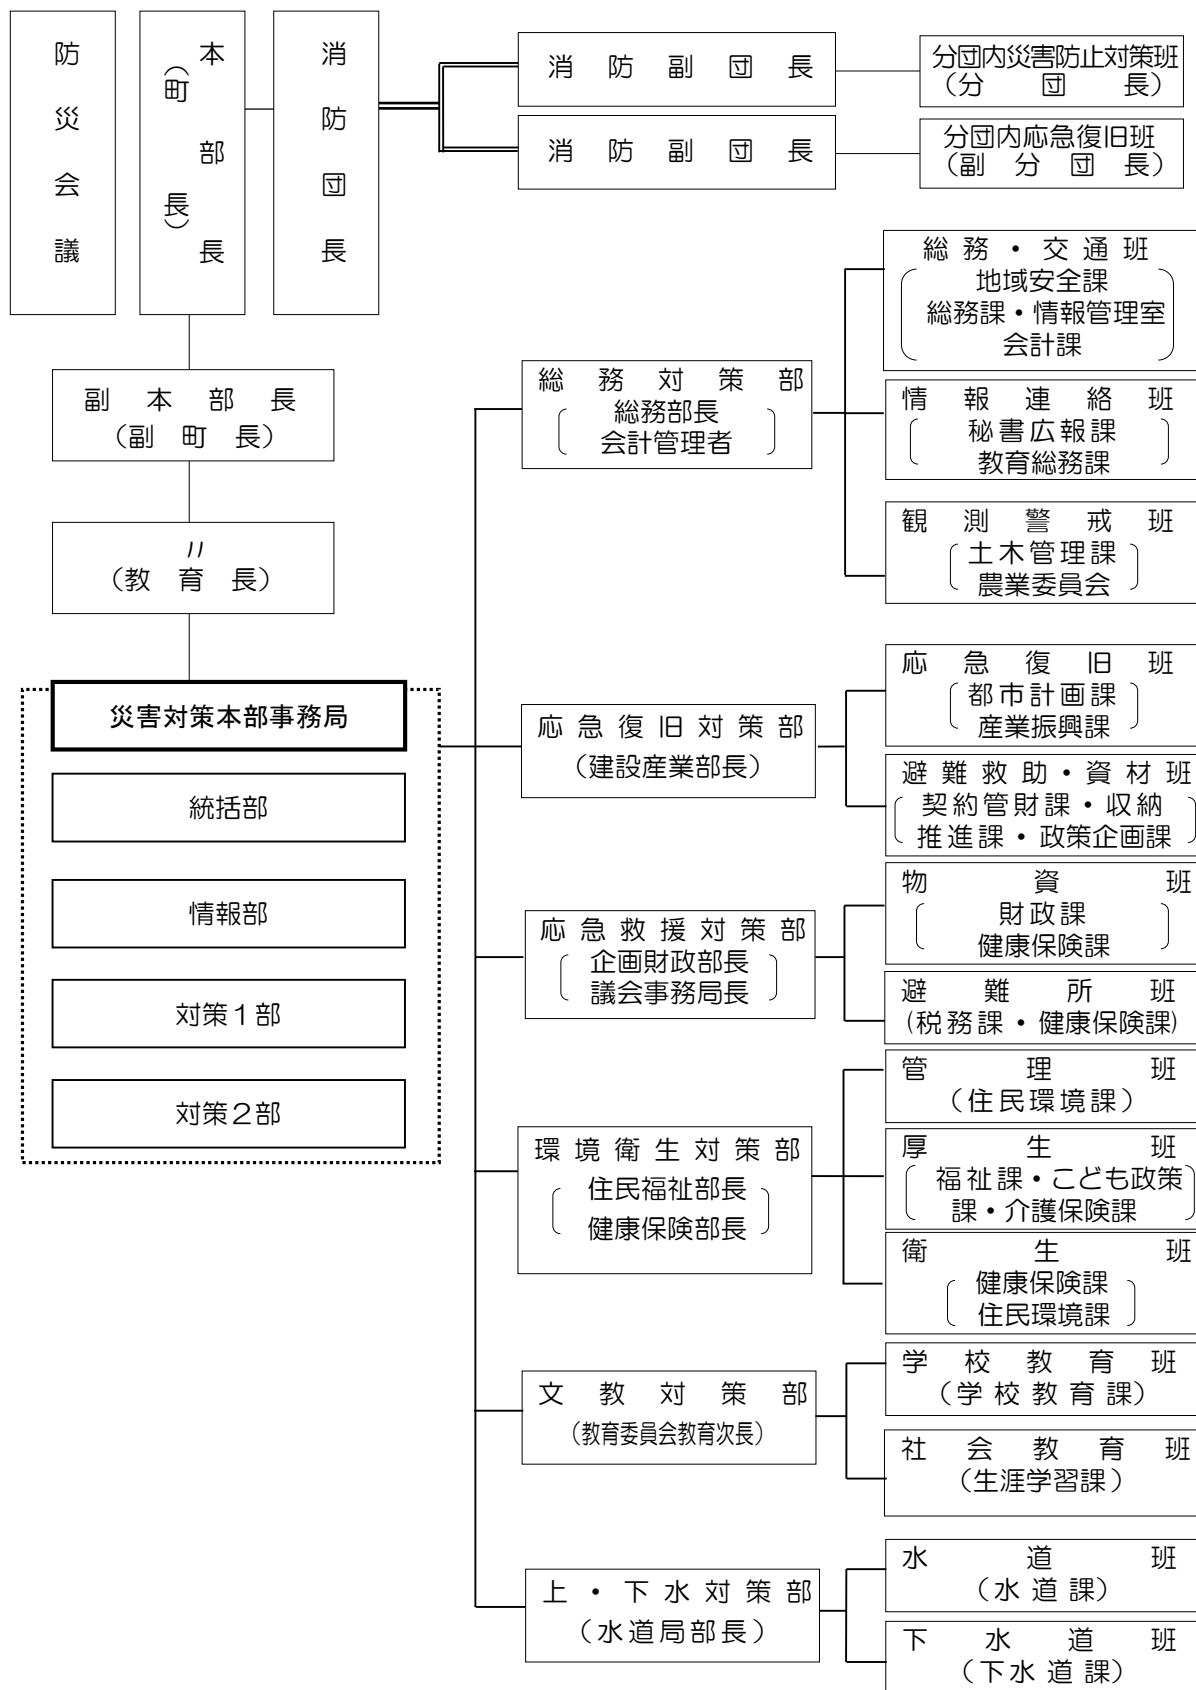 防災会議
本部長
（町長）
消防団長
消防副団長
分団内災害防止対策班
（分団長）
消防副団長
分団内応急復旧班
（副分団長）
副本部長
（副町長）
〃
（教育長）
災害対策本部事務局
統括部
情報部
対策１部
対策２部
総務対策部
総務部長
会計管理者
総務・交通班
地域安全課
総務課・情報管理室
会計課
情報連絡班
秘書広報課
教育総務課
観測警戒班
土木管理課
農業委員会
応急復旧対策部
（建設産業部長）
応急復旧班
都市計画課
産業振興課
避難救助・資材班
契約管財課・収納
推進課・政策企画課
応急救援対策部
企画財政部長
議会事務局長
物資班
財政課
健康保険課
避難所班
（税務課・健康保険課）
環境衛生対策部
住民福祉部長
健康保険部長
管理班
（住民環境課）
厚生班
福祉課・こども政策
課・介護保険課
衛生班
健康保険課
住民環境課
文教対策部
（教育委員会教育次長）
学校教育班
（学校教育課）
社会教育班
（生涯学習課）
上・下水対策部
（水道局部長）
水道班
（水道課）
下水道班
（下水道課）